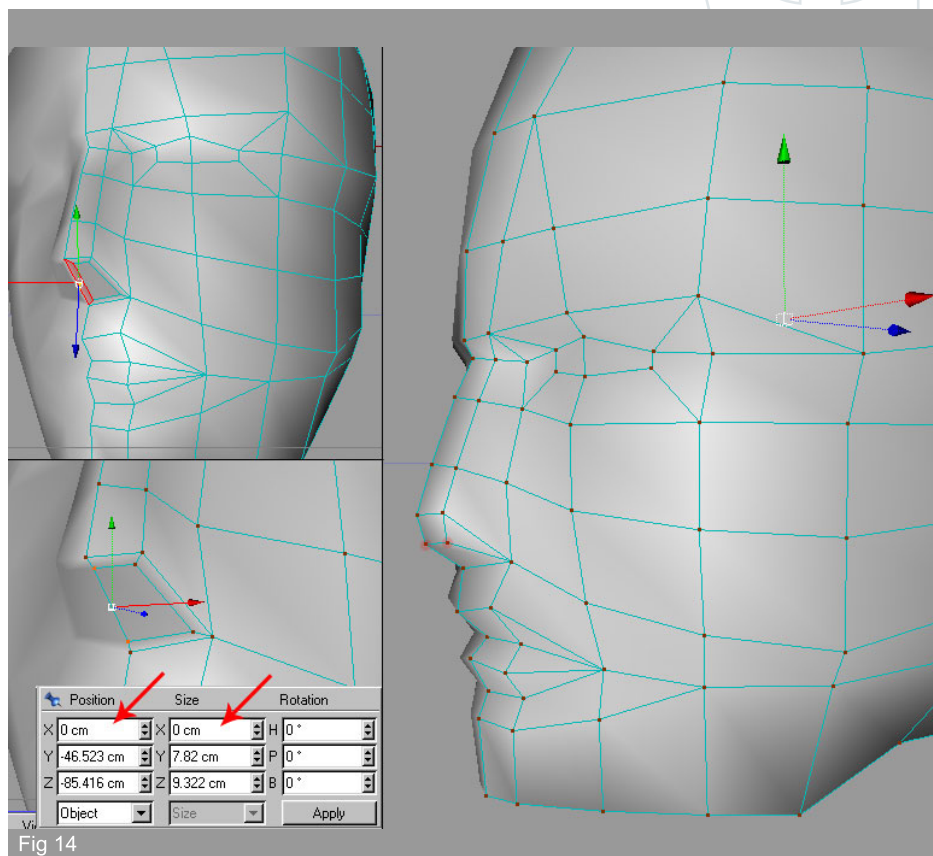 Position Size Rotation
X 0 cm X 0 cm H 0 °
Y -46.523 cm Y 7.82 cm P 0 °
Z -85.416 cm Z 9.322 cm B 0 °
Object Size Apply
Fig 14